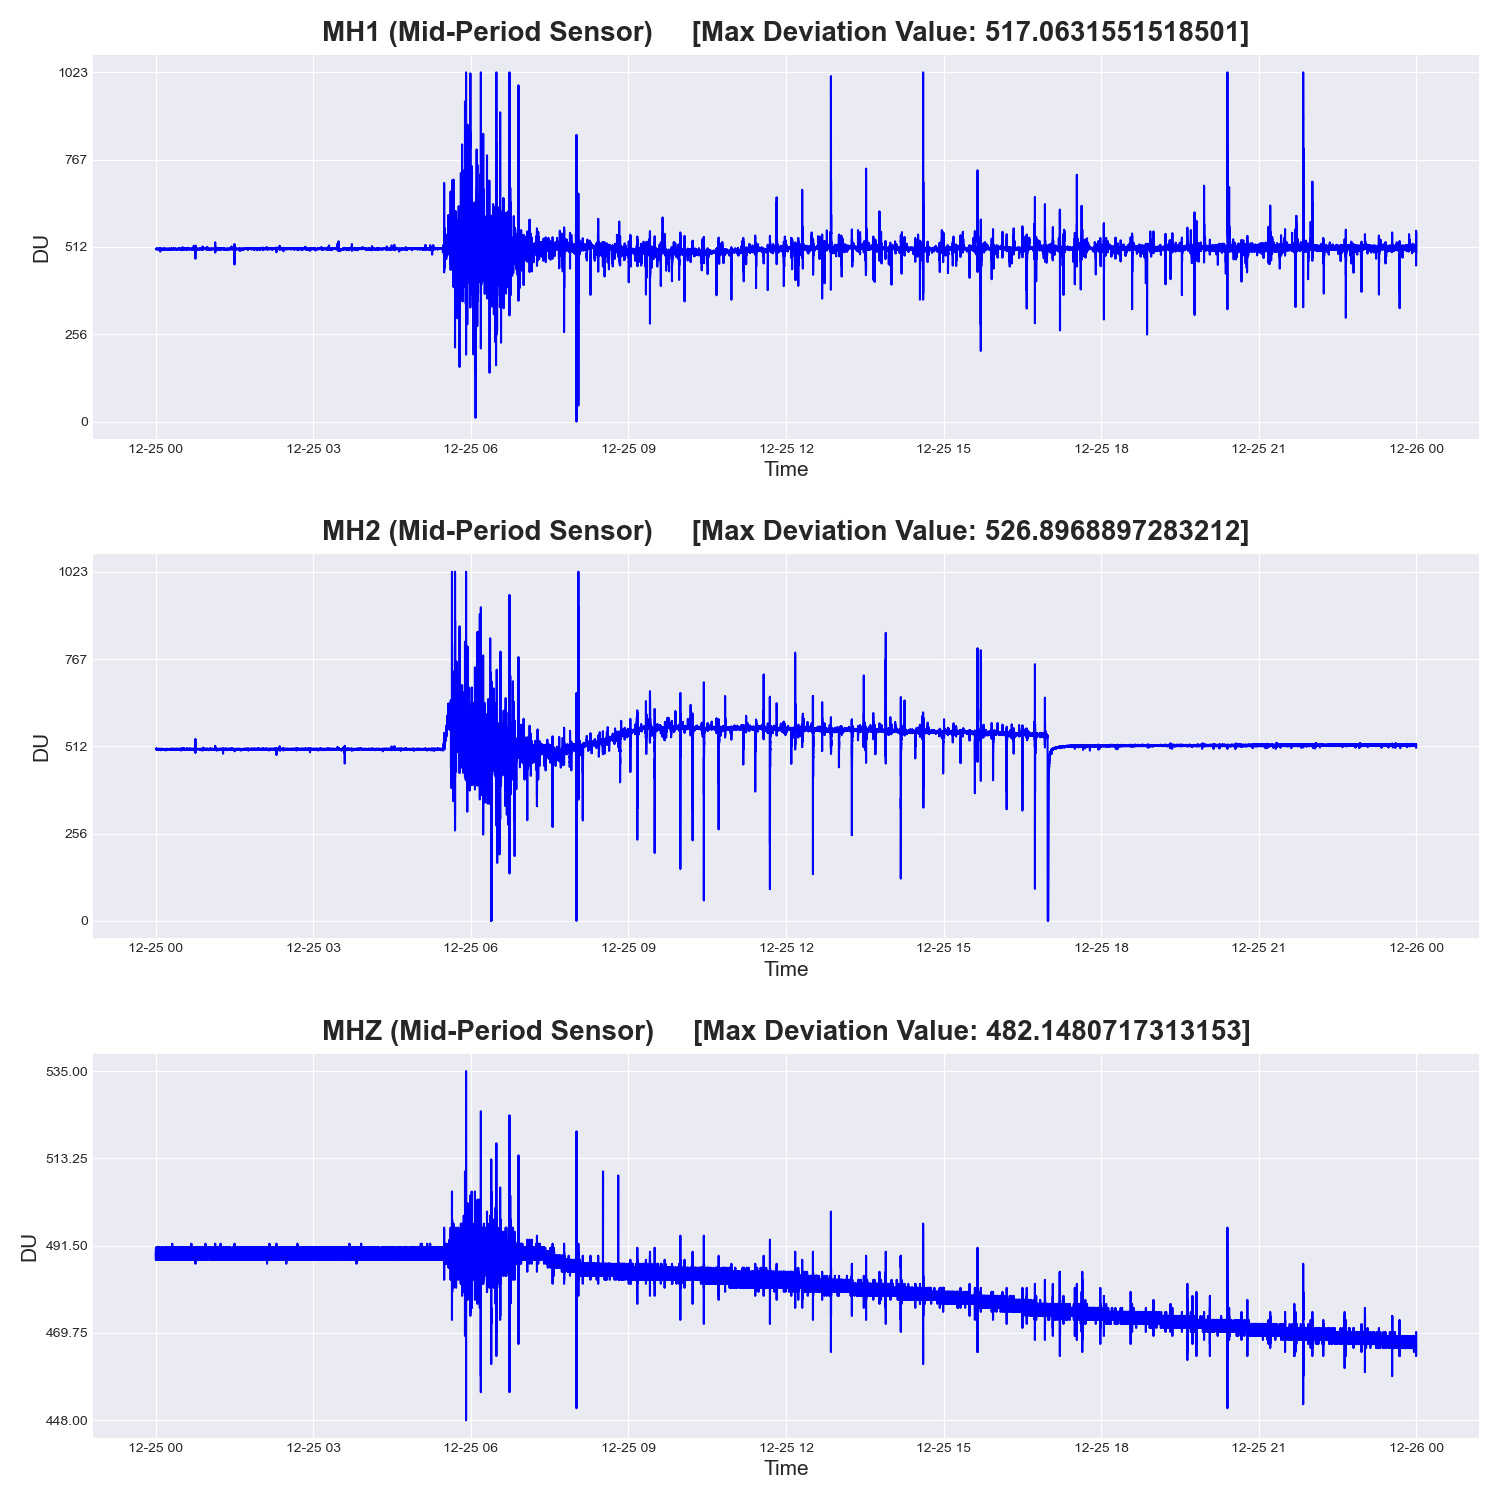 MH1 (Mid-Period Sensor) [Max Deviation Value: 517.0631551518501]
1023
767
512
256
0
DU
12-25 00 12-25 03 12-25 06 12-25 09 12-25 12 12-25 15 12-25 18 12-25 21 12-26 00
Time
MH2 (Mid-Period Sensor) [Max Deviation Value: 526.8968897283212]
1023
767
512
256
0
DU
12-25 00 12-25 03 12-25 06 12-25 09 12-25 12 12-25 15 12-25 18 12-25 21 12-26 00
Time
MHZ (Mid-Period Sensor) [Max Deviation Value: 482.1480717313153]
535.00
513.25
491.50
469.75
448.00
DU
12-25 00 12-25 03 12-25 06 12-25 09 12-25 12 12-25 15 12-25 18 12-25 21 12-26 00
Time